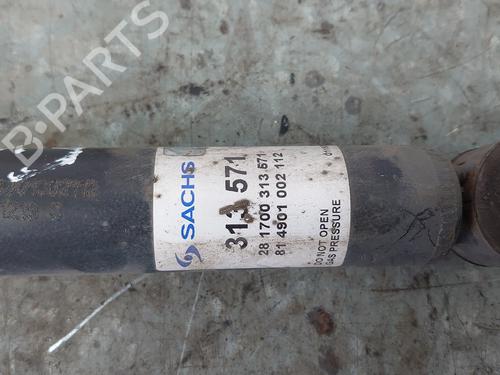 B-PARTS
SACHS
313 571
28 1700 313 571
81 4901 002 112
DO NOT OPEN
GAS PRESSURE